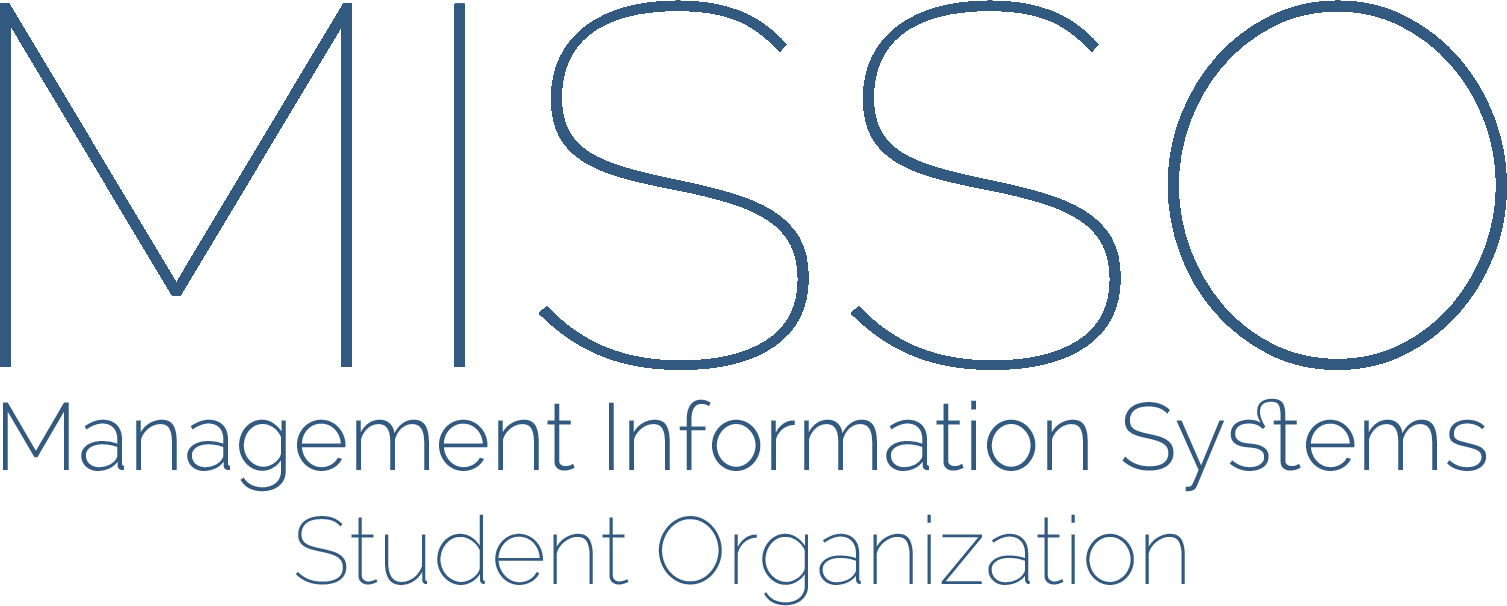 MISSO
Management Information Systems
Student Organization